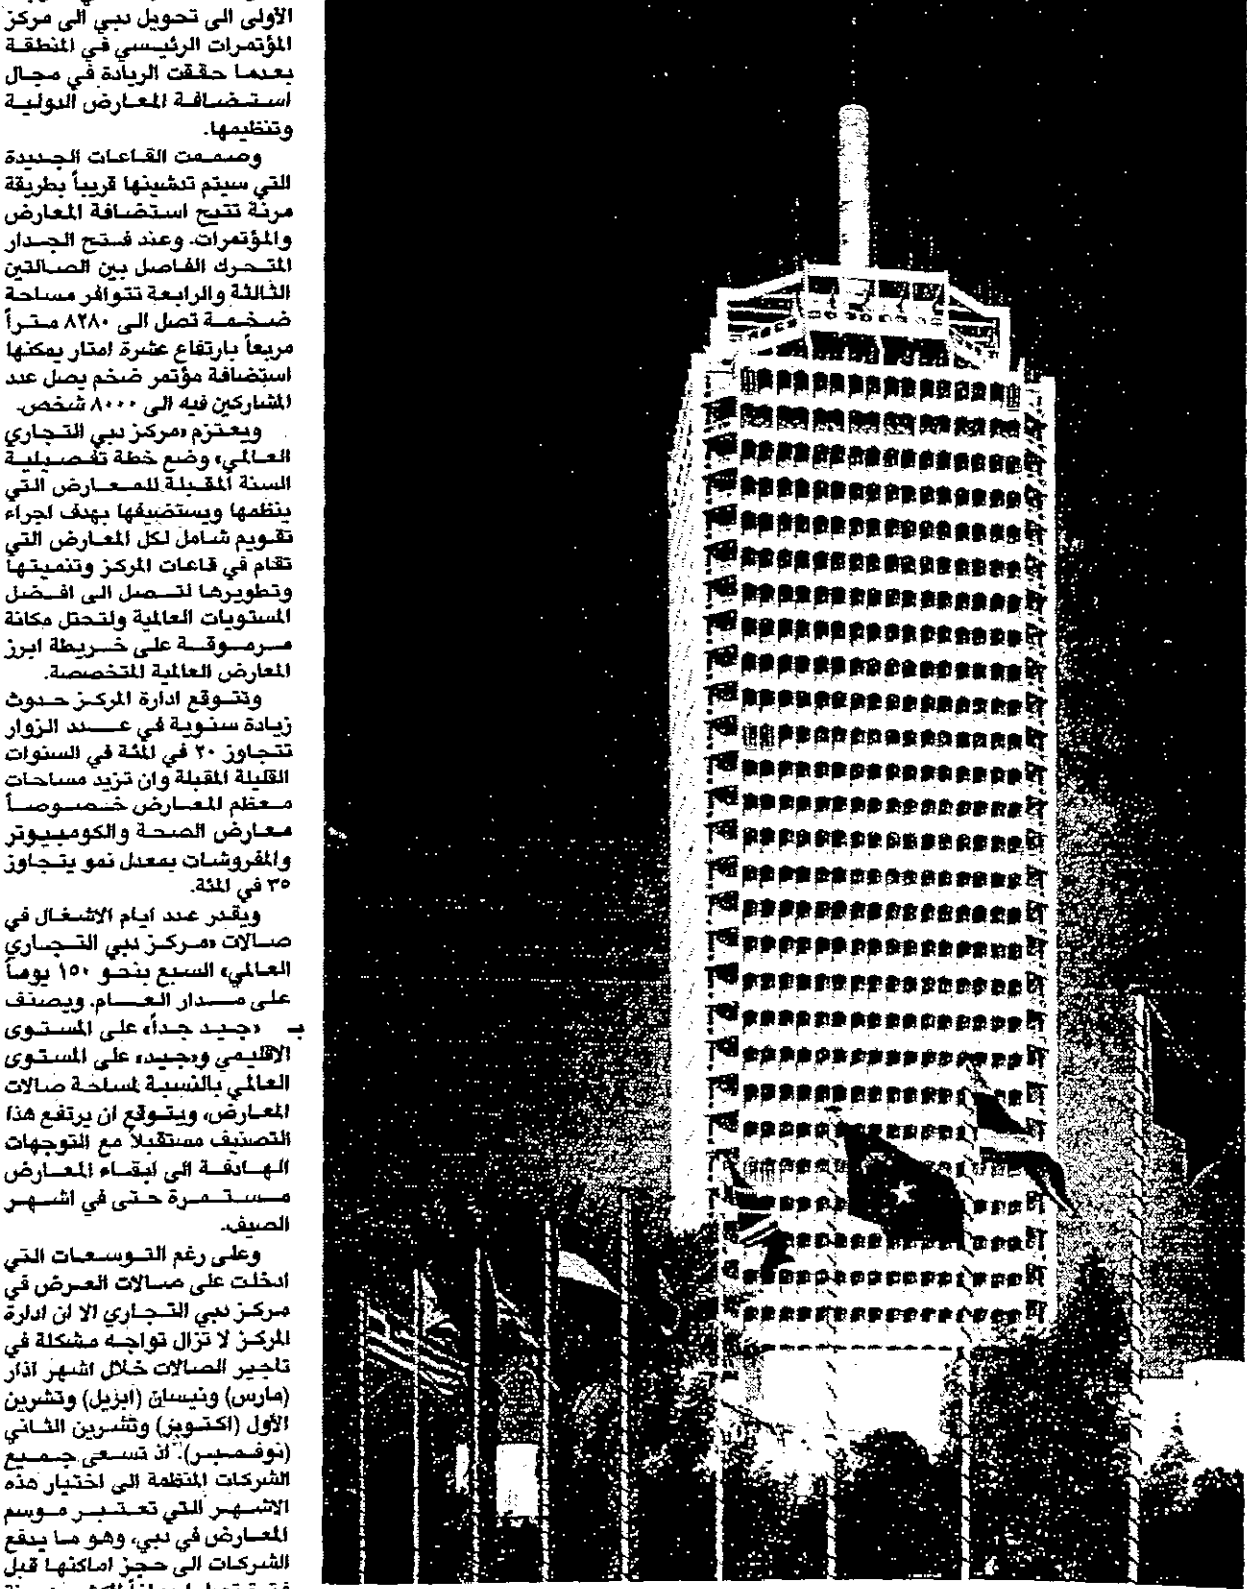 الأولى الى تحويل دبي الى مركز
المؤتمرات الرئيسي في المنطقة
بعدما حققت الريادة في مجال
استضافة المعارض الدولية
وتنظيمها.
وصممت القاعات الجديدة
التي سيتم تدشينها قريباً بطريقة
مرنة تتيح استضافة المعارض
والمؤتمرات. وعند فتح الجدار
المتحرك الفاصل بين الصالتين
الثالثة والرابعة تتوافر مساحة
ضخمة تصل الى ٨٢٨٠ متراً
مربعاً بارتفاع عشرة امتار يمكنها
استضافة مؤتمر ضخم يصل عدد
المشاركين فيه الى ٨٠٠٠ شخص.
ويعتزم «مركز دبي التجاري
العالمي» وضع خطة تفصيلية
السنة المقبلة للمعارض التي
ينظمها ويستضيفها بهدف اجراء
تقويم شامل لكل المعارض التي
تقام في قاعات المركز وتنميتها
وتطويرها لتصل الى افضل
المستويات العالمية ولتحتل مكانة
مرموقة على خريطة ابرز
المعارض العالمية المتخصصة.
وتتوقع ادارة المركز حدوث
زيادة سنوية في عدد الزوار
تتجاوز ٢٠ في المئة في السنوات
القليلة المقبلة وان تزيد مساحات
معظم المعارض خصوصاً
معارض الصحة والكومبيوتر
والمفروشات بمعدل نمو يتجاوز
٣٥ في المئة.
ويقدر عدد ايام الاشغال في
صالات «مركز دبي التجاري
العالمي» السبع بنحو ١٥٠ يوماً
على مدار العام. ويصنف
بـ «جيد جداً» على المستوى
الاقليمي و«جيد» على المستوى
العالمي بالنسبة لمساحة صالات
المعارض، ويتوقع ان يرتفع هذا
التصنيف مستقبلاً مع التوجهات
الهادفة الى ابقاء المعارض
مستمرة حتى في اشهر
الصيف.
وعلى رغم التوسعات التي
ادخلت على صالات العرض في
مركز دبي التجاري الا ان ادارة
المركز لا تزال تواجه مشكلة في
تاجير الصالات خلال اشهر اذار
(مارس) ونيسان (ابريل) وتشرين
الأول (اكتوبر) وتشرين الثاني
(نوفمبر). اذ تسعى جميع
الشركات المنظمة الى اختيار هذه
الاشهر التي تعتبر موسم
المعارض في دبي، وهو ما يدفع
الشركات الى حجز اماكنها قبل